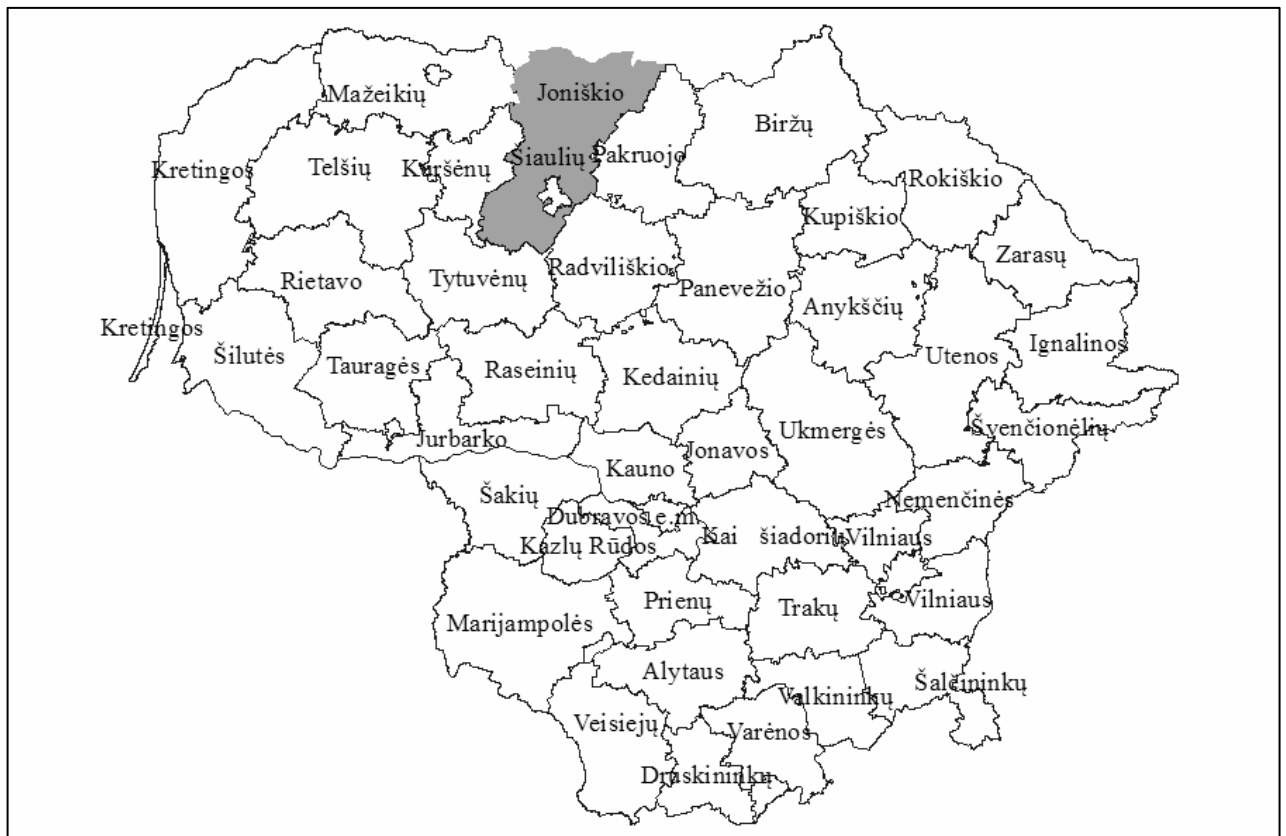 Mažeikių
Joniškio
Biržų
Kretingos
Telšių
Kuršėnų
Šiaulių
Pakruojo
Rokiškio
Kupiškio
Zarasų
Rietavo
Tytuvėnų
Radviliškio
Panevėžio
Anykščių
Kretingos
Šilutės
Tauragės
Raseinių
Kedainių
Utenos
Ignalinos
Jurbarko
Kauno
Jonavos
Ukmergės
Švenčionėlių
Šakių
Nemenčinės
Dubravos e.m
Kazlų Rūdos
Kai šiadorių
Vilniaus
Marijampolės
Prienų
Trakų
Vilniaus
Alytaus
Valkininkų
Šalčininkų
Veisiejų
Varėnos
Druskininkų